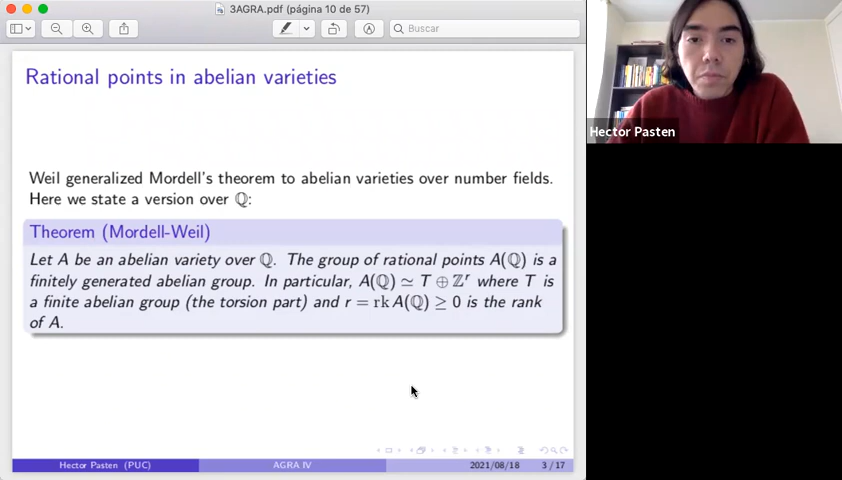 3AGRA.pdf (página 10 de 57)
Buscar
Rational points in abelian varieties
Weil generalized Mordell's theorem to abelian varieties over number fields.
Here we state a version over ℚ:
Theorem (Mordell-Weil)
Let A be an abelian variety over ℚ. The group of rational points A(ℚ) is a
finitely generated abelian group. In particular, A(ℚ) ≃ T ⊕ ℤʳ where T is
a finite abelian group (the torsion part) and r = rk A(ℚ) ≥ 0 is the rank
of A.
Hector Pasten (PUC)
AGRA IV
2021/08/18
3 / 17
Hector Pasten